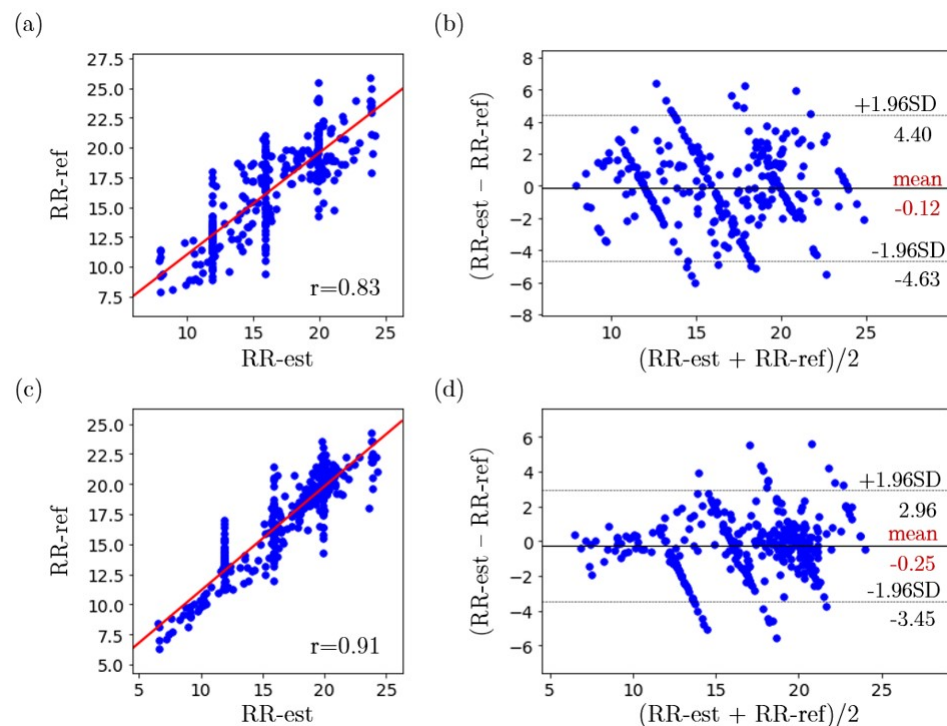 (a)
27.5
25.0
22.5
20.0
17.5
15.0
12.5
10.0
7.5
RR-ref
r=0.83
10 15 20 25
RR-est
(b)
8
6
4
2
0
-2
-4
-6
-8
(RR-est − RR-ref)
+1.96SD
4.40
mean
-0.12
-1.96SD
-4.63
10 15 20 25
(RR-est + RR-ref)/2
(c)
25.0
22.5
20.0
17.5
15.0
12.5
10.0
7.5
5.0
RR-ref
r=0.91
5 10 15 20 25
RR-est
(d)
6
4
2
0
−2
−4
−6
(RR-est − RR-ref)
+1.96SD
2.96
mean
-0.25
-1.96SD
-3.45
5 10 15 20 25
(RR-est + RR-ref)/2